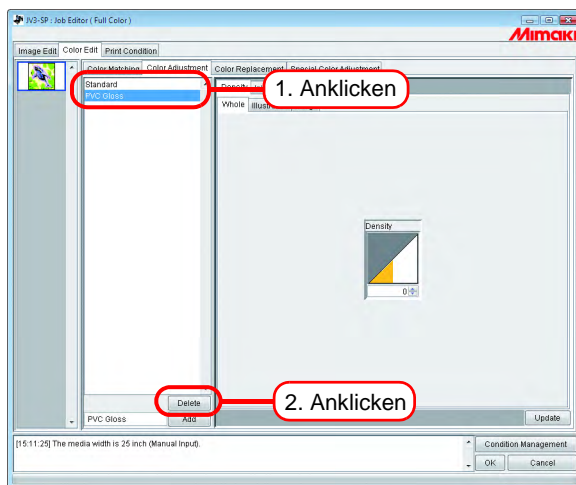 JV3-SP : Job Editor ( Full Color )
Mimaki
Image Edit Color Edit Print Condition
Color Matching Color Adjustment Color Replacement Special Color Adjustment
Standard
PVC Gloss
1. Anklicken
Density
Whole
Density
0
Delete
2. Anklicken
PVC Gloss Add
Update
[15:11:25] The media width is 25 inch (Manual Input).
Condition Management
OK Cancel